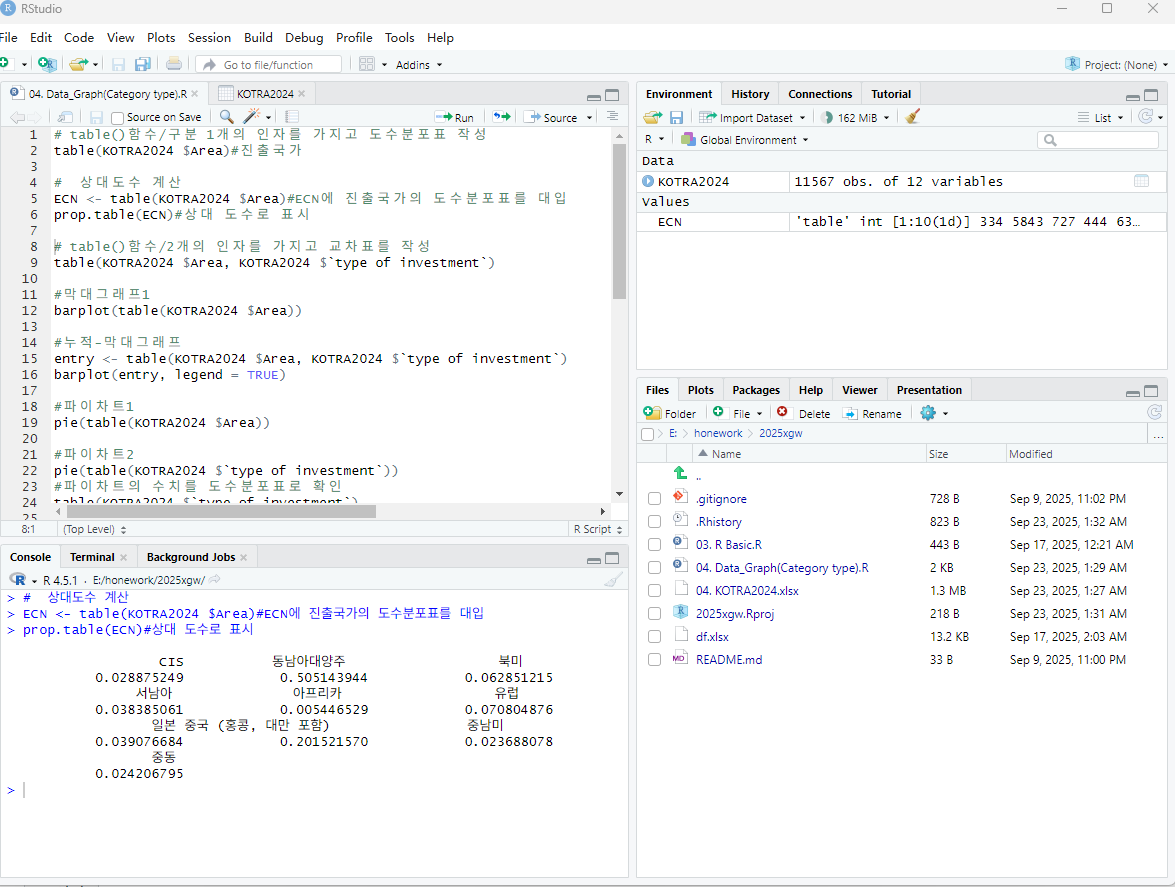 RStudio
File Edit Code View Plots Session Build Debug Profile Tools Help
Go to file/function Addins Project: (None)
04. Data_Graph(Category type).R KOTRA2024
Source on Save Run Source
1 # table()함수/구분 1개의 인자를 가지고 도수분포표 작성
2 table(KOTRA2024 $Area)#진출국가
3
4 #  상대도수 계산
5 ECN <- table(KOTRA2024 $Area)#ECN에 진출국가의 도수분포표를 대입
6 prop.table(ECN)#상대 도수로 표시
7
8 # table()함수/2개의 인자를 가지고 교차표를 작성
9 table(KOTRA2024 $Area, KOTRA2024 $`type of investment`)
10
11 #막대그래프1
12 barplot(table(KOTRA2024 $Area))
13
14 #누적-막대그래프
15 entry <- table(KOTRA2024 $Area, KOTRA2024 $`type of investment`)
16 barplot(entry, legend = TRUE)
17
18 #파이차트1
19 pie(table(KOTRA2024 $Area))
20
21 #파이차트2
22 pie(table(KOTRA2024 $`type of investment`))
23 #파이차트의 수치를 도수분포표로 확인
24 table(KOTRA2024 $`type of investment`)
25
8:1 (Top Level) R Script
Console Terminal Background Jobs
R 4.5.1 · E:/honework/2025xgw/
> #  상대도수 계산
> ECN <- table(KOTRA2024 $Area)#ECN에 진출국가의 도수분포표를 대입
> prop.table(ECN)#상대 도수로 표시
CIS 동남아대양주 북미
0.028875249 0.505143944 0.062851215
서남아 아프리카 유럽
0.038385061 0.005446529 0.070804876
일본 중국 (홍콩, 대만 포함) 중남미
0.039076684 0.201521570 0.023688078
중동
0.024206795
>
Environment History Connections Tutorial
Import Dataset 162 MiB List
R Global Environment
Data
KOTRA2024 11567 obs. of 12 variables
Values
ECN 'table' int [1:10(1d)] 334 5843 727 444 63…
Files Plots Packages Help Viewer Presentation
Folder File Delete Rename
E: honework 2025xgw ...
Name Size Modified
..
.gitignore 728 B Sep 9, 2025, 11:02 PM
.Rhistory 823 B Sep 23, 2025, 1:32 AM
03. R Basic.R 443 B Sep 17, 2025, 12:21 AM
04. Data_Graph(Category type).R 2 KB Sep 23, 2025, 1:29 AM
04. KOTRA2024.xlsx 1.3 MB Sep 23, 2025, 1:27 AM
2025xgw.Rproj 218 B Sep 23, 2025, 1:31 AM
df.xlsx 13.2 KB Sep 17, 2025, 2:03 AM
README.md 33 B Sep 9, 2025, 11:00 PM